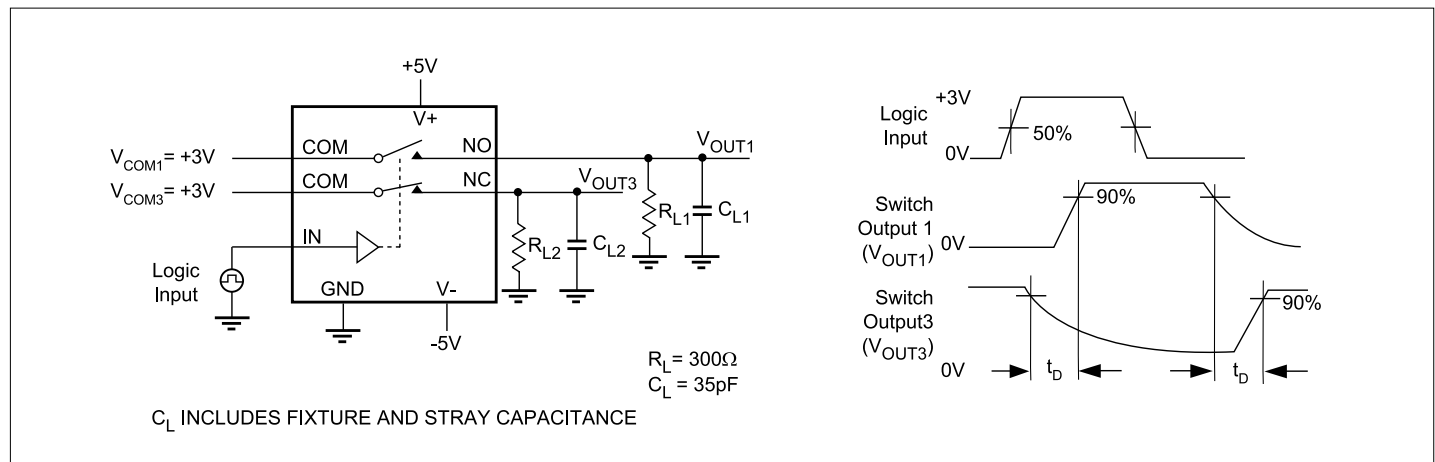 +5V
V+
V_COM1= +3V
COM
NO
V_OUT1
V_COM3= +3V
COM
NC
V_OUT3
R_L1
C_L1
IN
R_L2
C_L2
Logic
Input
GND
V-
-5V
R_L= 300Ω
C_L = 35pF
C_L INCLUDES FIXTURE AND STRAY CAPACITANCE
Logic
Input
+3V
50%
0V
Switch
Output 1
(V_OUT1)
90%
0V
Switch
Output3
(V_OUT3)
90%
0V
t_D
t_D